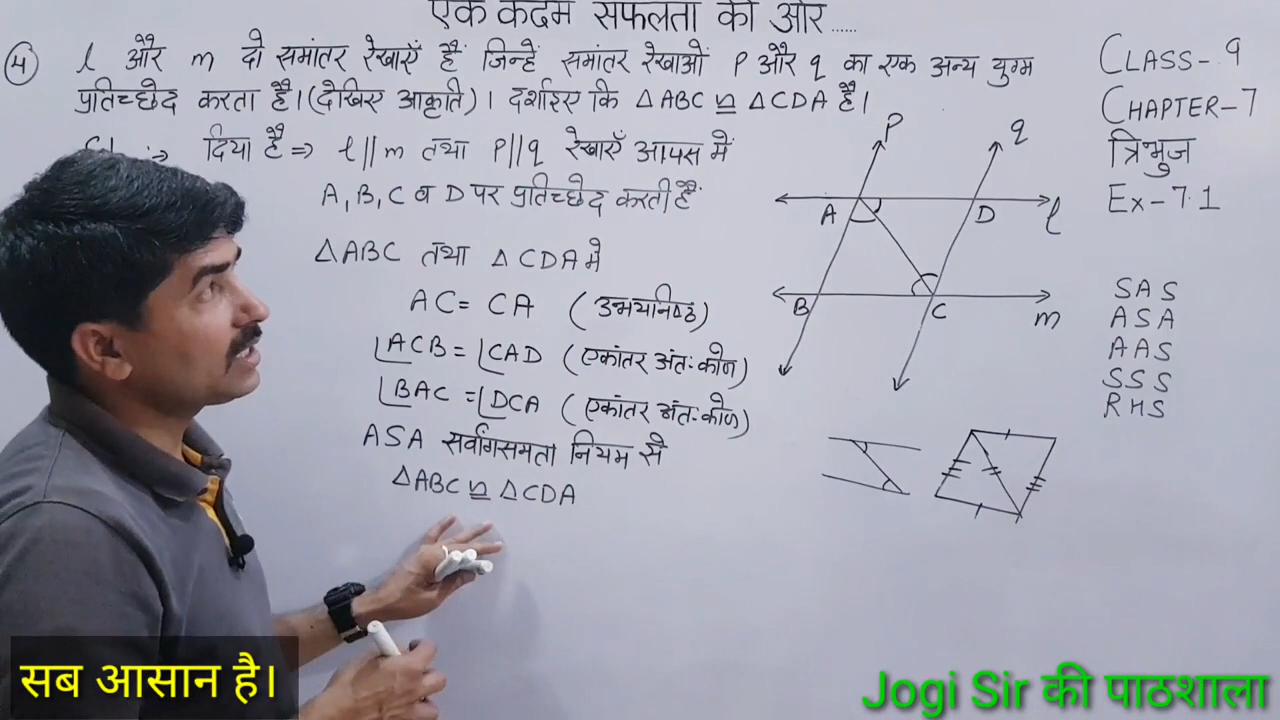 एक कदम सफलता की ओर......
④ l और m दो समांतर रेखाएँ हैं जिन्हें समांतर रेखाओं p और q का एक अन्य युग्म
प्रतिच्छेद करता है। (देखिए आकृति)। दर्शाइए कि △ABC ≌ △CDA है।
दिया है ⇒ l||m तथा p||q रेखाएँ आपस में
A, B, C व D पर प्रतिच्छेद करती हैं
△ABC तथा △CDA मे
AC = CA (उभयनिष्ठ)
∠ACB = ∠CAD (एकांतर अंतः-कोण)
∠BAC = ∠DCA (एकांतर अंतः-कोण)
ASA सर्वांगसमता नियम से
△ABC ≌ △CDA
P
q
A
D
l
B
C
m
CLASS-9
CHAPTER-7
त्रिभुज
Ex-7.1
SAS
ASA
AAS
SSS
RHS
सब आसान है।
Jogi Sir की पाठशाला